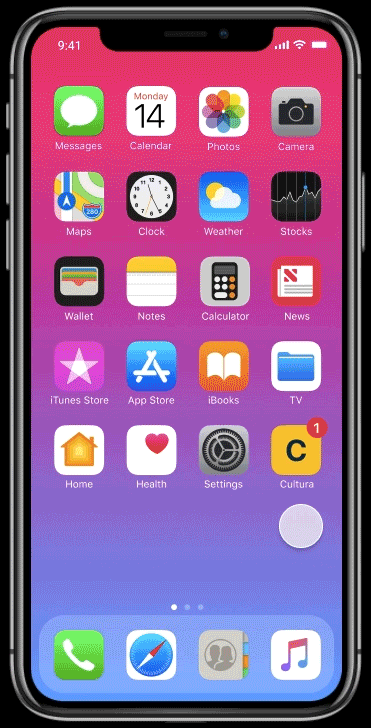 9:41
Monday
14
Messages Calendar Photos Camera
280
Maps Clock Weather Stocks
Wallet Notes Calculator News
iTunes Store App Store iBooks TV
1
C
Home Health Settings Cultura